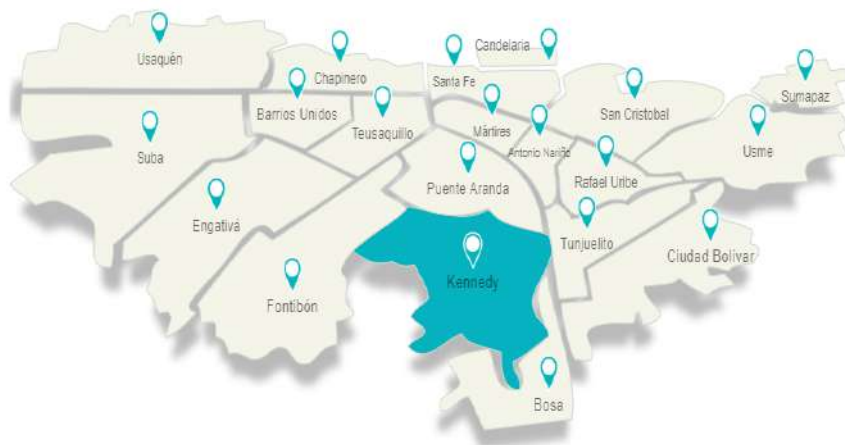 Usaquén
Candelaria
Chapinero
Santa Fe
Sumapaz
Barrios Unidos
San Cristobal
Teusaquillo
Mártires
Suba
Antonio Nariño
Usme
Puente Aranda
Rafael Uribe
Engativá
Tunjuelito
Ciudad Bolívar
Kennedy
Fontibón
Bosa